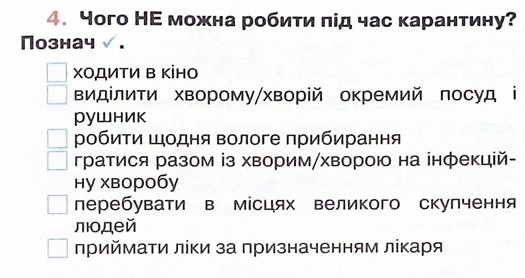 4. Чого НЕ можна робити під час карантину?
Познач ✓.
ходити в кіно
виділити хворому/хворій окремий посуд і
рушник
робити щодня вологе прибирання
гратися разом із хворим/хворою на інфекцій-
ну хворобу
перебувати в місцях великого скупчення
людей
приймати ліки за призначенням лікаря